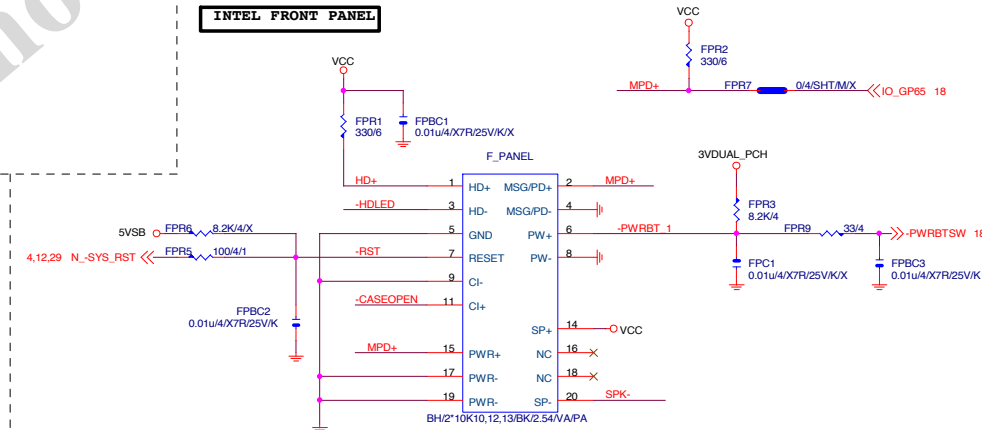 INTEL FRONT PANEL
VCC
FPR2
330/6
MPD+
FPR7
0/4/SHT/M/X
IO_GP65 18
VCC
FPR1
330/6
FPBC1
0.01u/4/X7R/25V/K/X
F_PANEL
3VDUAL_PCH
HD+ 1 HD+ MSG/PD+ 2 MPD+
-HDLED 3 HD- MSG/PD- 4
FPR3
8.2K/4
5VSB FPR6 8.2K/4/X
5 GND PW+ 6 -PWRBT_1
FPR9 33/4 -PWRBTSW 18
4,12,29 N_-SYS_RST FPR5 100/4/1
-RST 7 RESET PW- 8
FPC1
0.01u/4/X7R/25V/K/X
FPBC3
0.01u/4/X7R/25V/K
9 CI-
-CASEOPEN 11 CI+
FPBC2
0.01u/4/X7R/25V/K
SP+ 14 VCC
MPD+ 15 PWR+ NC 16
17 PWR- NC 18
19 PWR- SP- 20 SPK-
BH/2*10K10,12,13/BK/2.54/VA/PA